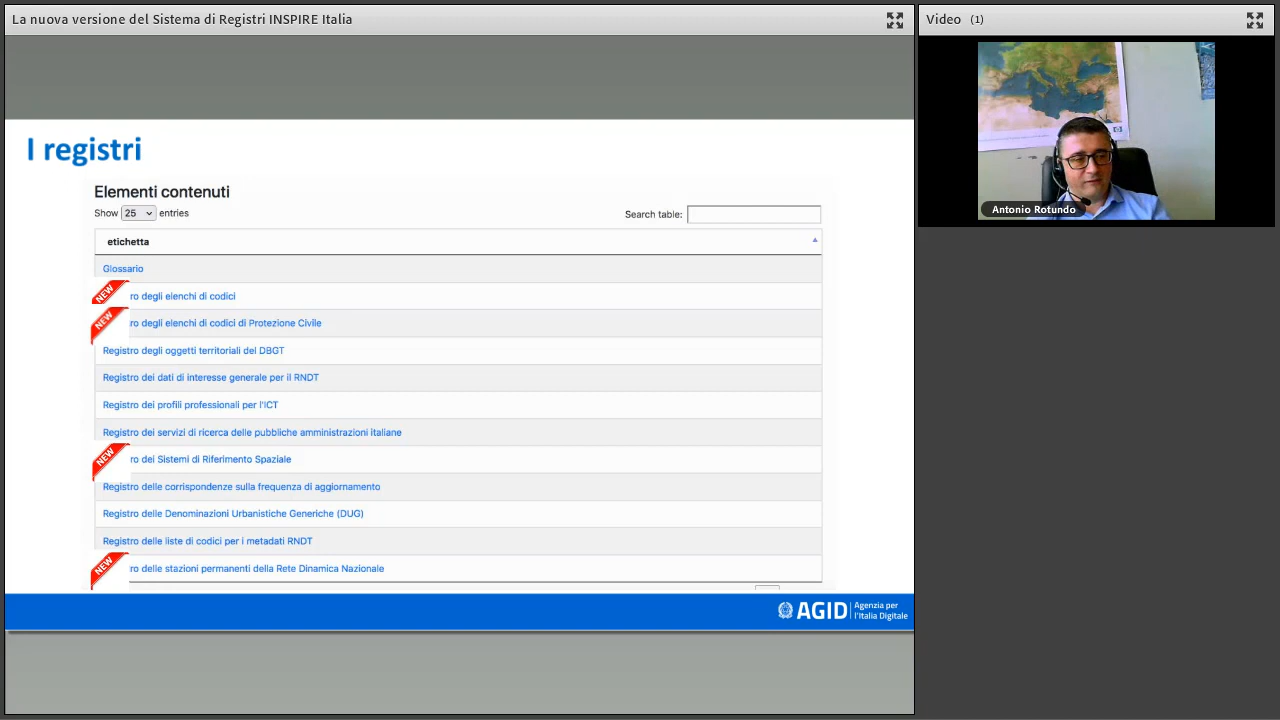 La nuova versione del Sistema di Registri INSPIRE Italia
Video (1)
Antonio Rotundo
I registri
Elementi contenuti
Show 25 entries
Search table:
etichetta
Glossario
NEW ro degli elenchi di codici
NEW ro degli elenchi di codici di Protezione Civile
Registro degli oggetti territoriali del DBGT
Registro dei dati di interesse generale per il RNDT
Registro dei profili professionali per l'ICT
Registro dei servizi di ricerca delle pubbliche amministrazioni italiane
NEW ro dei Sistemi di Riferimento Spaziale
Registro delle corrispondenze sulla frequenza di aggiornamento
Registro delle Denominazioni Urbanistiche Generiche (DUG)
Registro delle liste di codici per i metadati RNDT
NEW ro delle stazioni permanenti della Rete Dinamica Nazionale
AGID Agenzia per
l'Italia Digitale